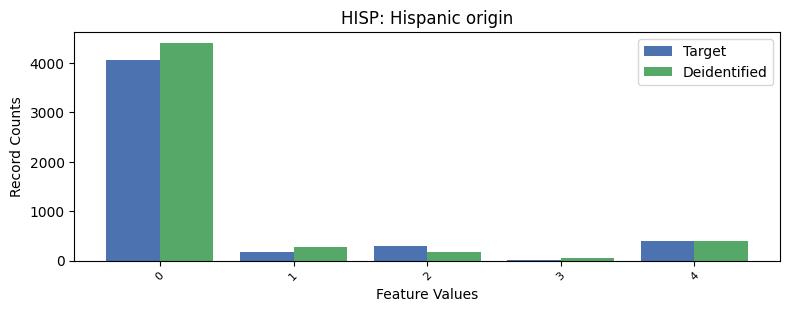 HISP: Hispanic origin
Target
Deidentified
4000
3000
2000
1000
0
Record Counts
0 1 2 3 4
Feature Values